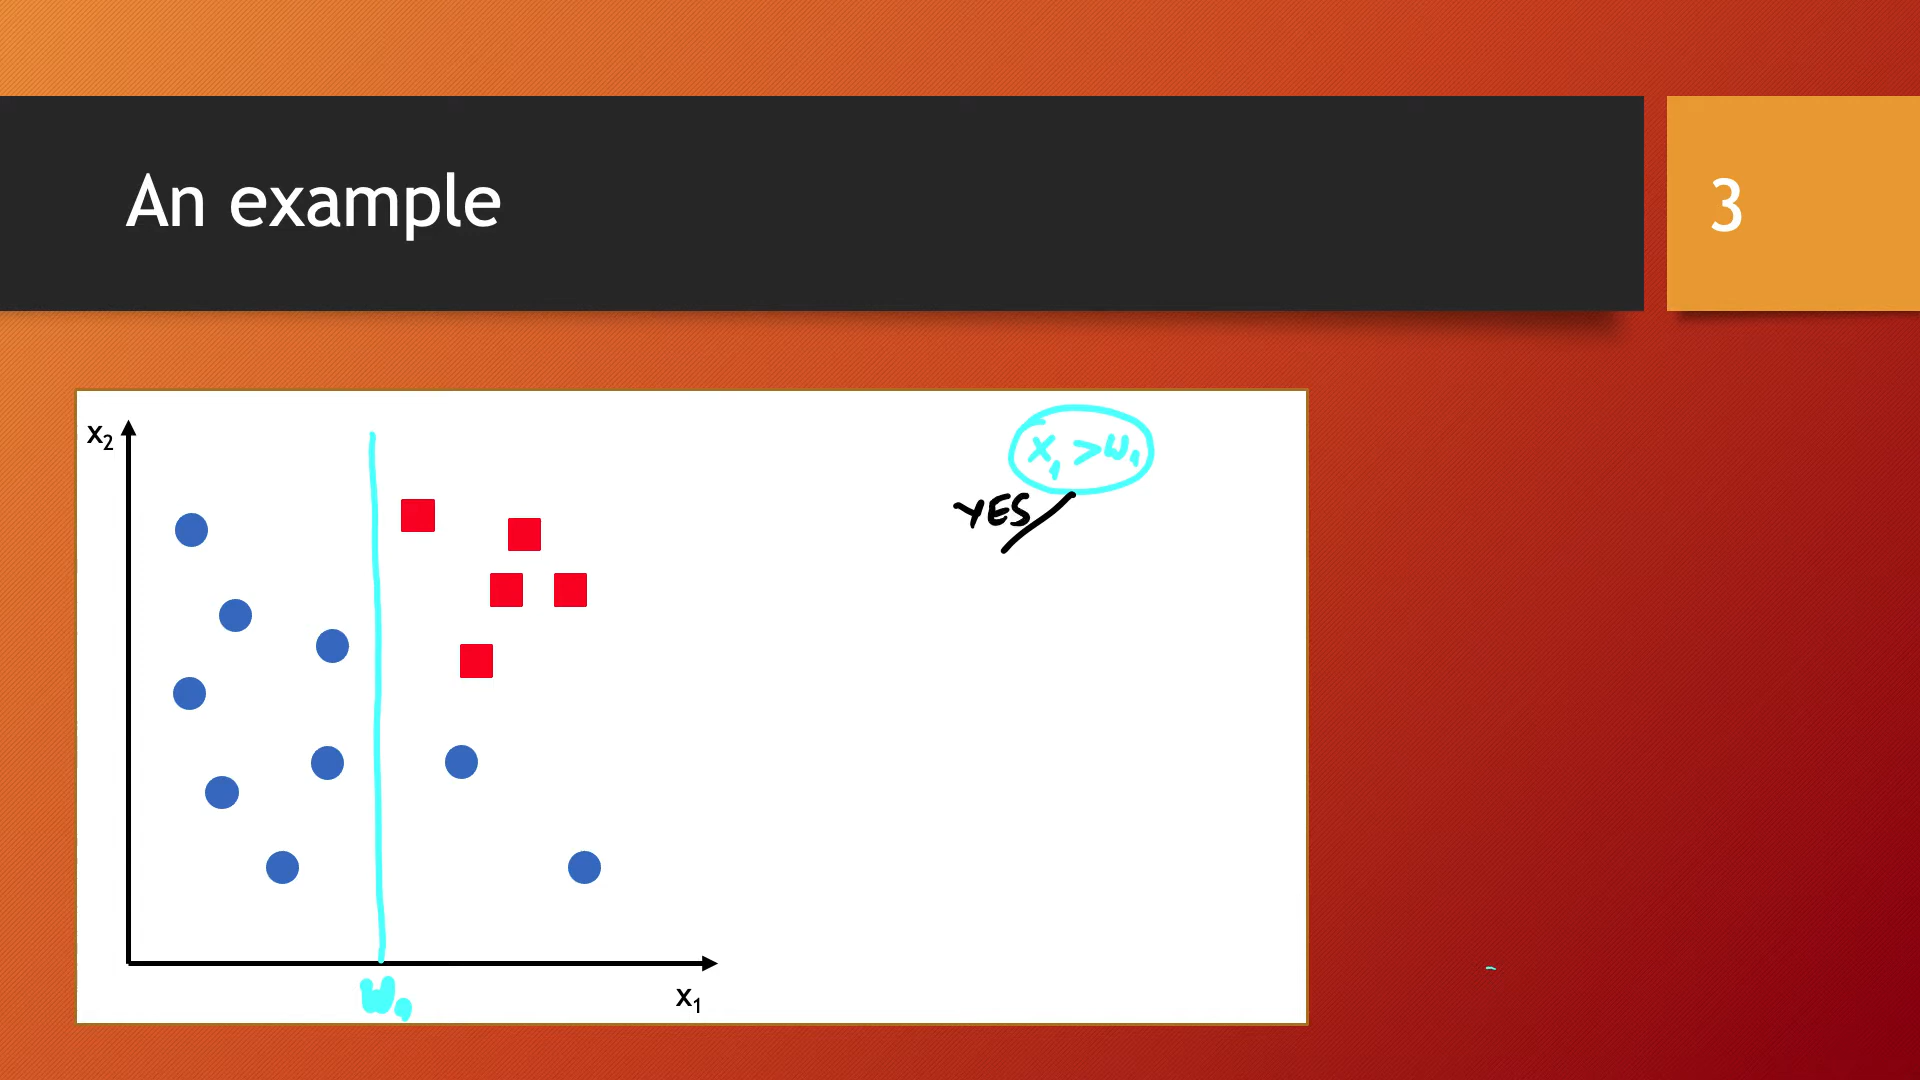 An example
3
x₂
x₁ > w₁
YES
w₁
x₁